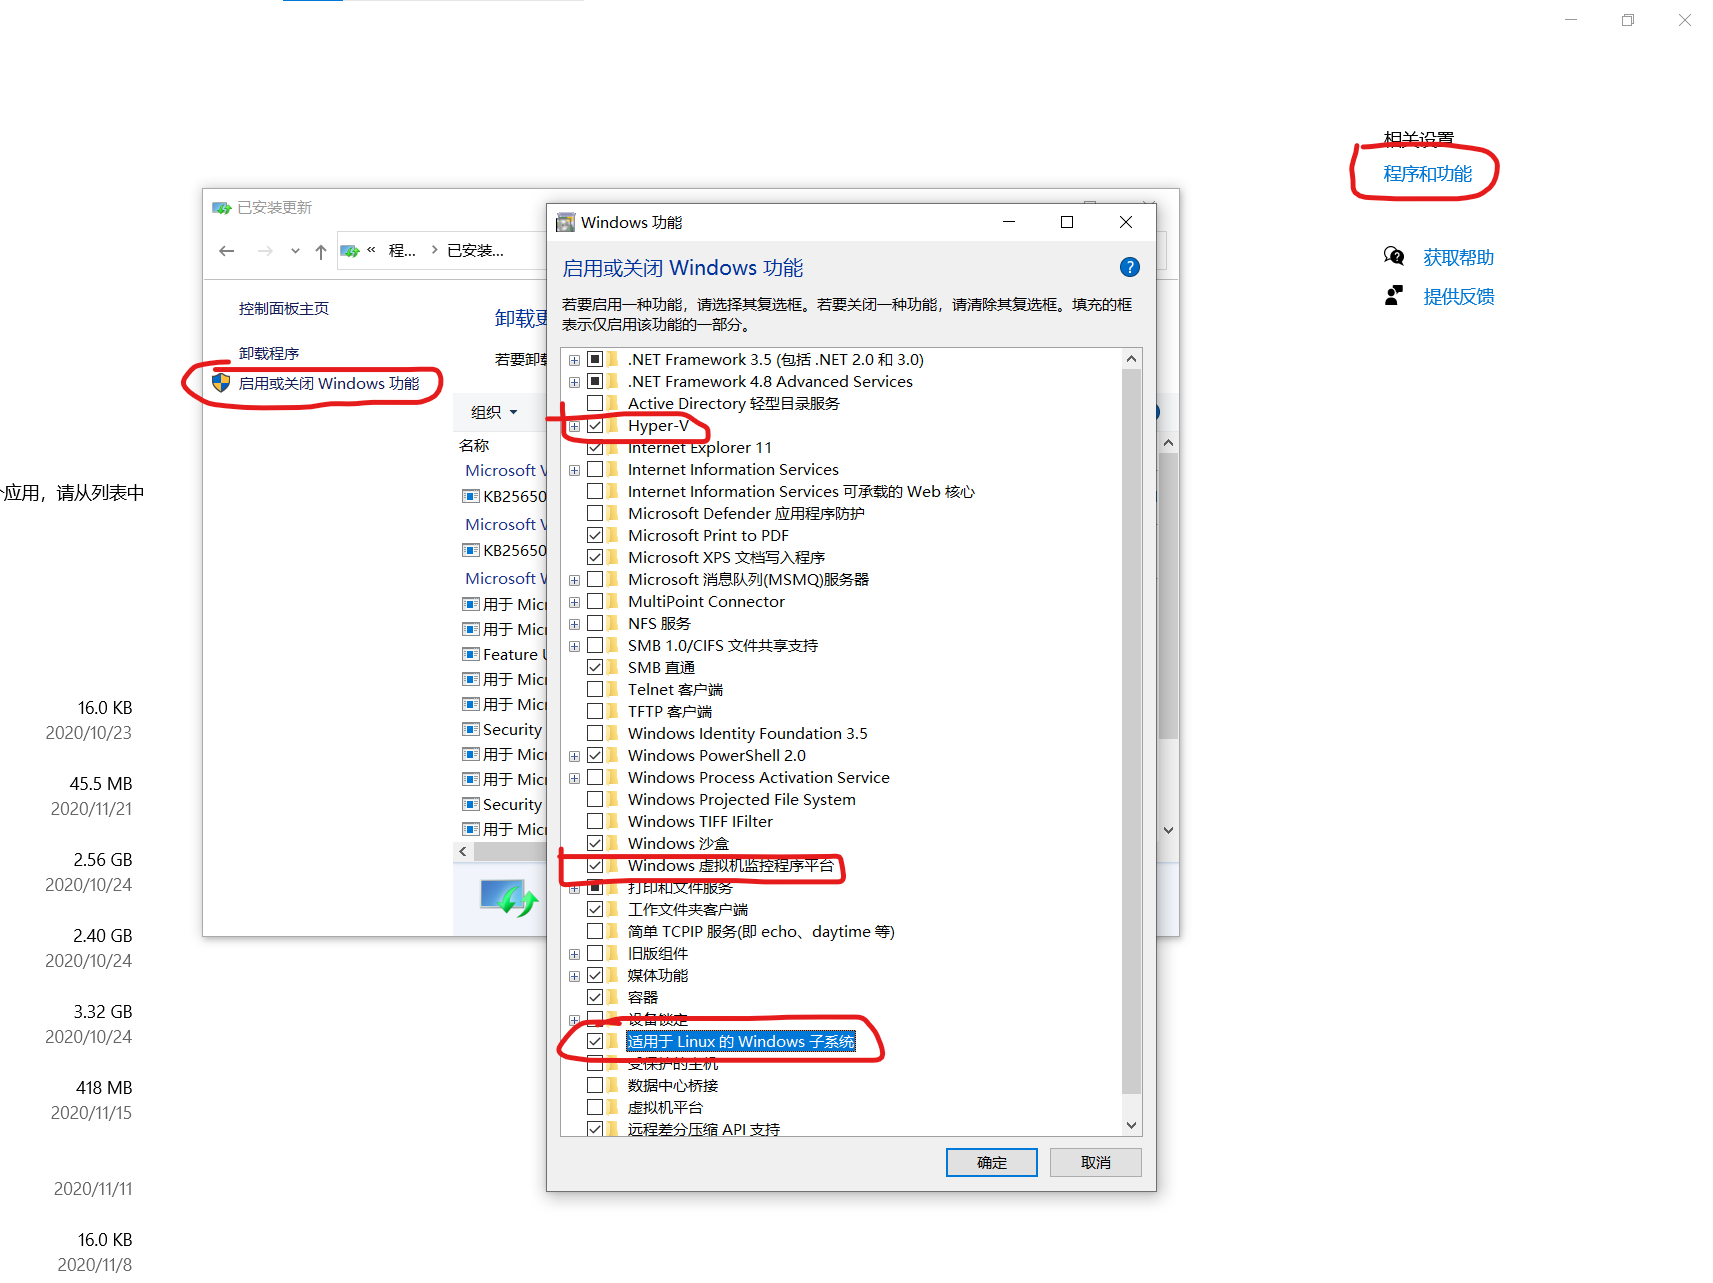 相关设置
程序和功能
获取帮助
提供反馈
个应用，请从列表中
16.0 KB
2020/10/23
45.5 MB
2020/11/21
2.56 GB
2020/10/24
2.40 GB
2020/10/24
3.32 GB
2020/10/24
418 MB
2020/11/15
2020/11/11
16.0 KB
2020/11/8
已安装更新
« 程... › 已安装...
控制面板主页
卸载程序
启用或关闭 Windows 功能
卸载更
若要卸载
组织
名称
Microsoft V
KB25650
Microsoft V
KB25650
Microsoft W
用于 Micr
用于 Micr
Feature U
用于 Micr
用于 Micr
Security
用于 Micr
用于 Micr
Security
用于 Micr
Windows 功能
启用或关闭 Windows 功能
若要启用一种功能，请选择其复选框。若要关闭一种功能，请清除其复选框。填充的框
表示仅启用该功能的一部分。
.NET Framework 3.5 (包括 .NET 2.0 和 3.0)
.NET Framework 4.8 Advanced Services
Active Directory 轻型目录服务
Hyper-V
Internet Explorer 11
Internet Information Services
Internet Information Services 可承载的 Web 核心
Microsoft Defender 应用程序防护
Microsoft Print to PDF
Microsoft XPS 文档写入程序
Microsoft 消息队列(MSMQ)服务器
MultiPoint Connector
NFS 服务
SMB 1.0/CIFS 文件共享支持
SMB 直通
Telnet 客户端
TFTP 客户端
Windows Identity Foundation 3.5
Windows PowerShell 2.0
Windows Process Activation Service
Windows Projected File System
Windows TIFF IFilter
Windows 沙盒
Windows 虚拟机监控程序平台
打印和文件服务
工作文件夹客户端
简单 TCPIP 服务(即 echo、daytime 等)
旧版组件
媒体功能
容器
设备锁定
适用于 Linux 的 Windows 子系统
受保护的主机
数据中心桥接
虚拟机平台
远程差分压缩 API 支持
确定
取消